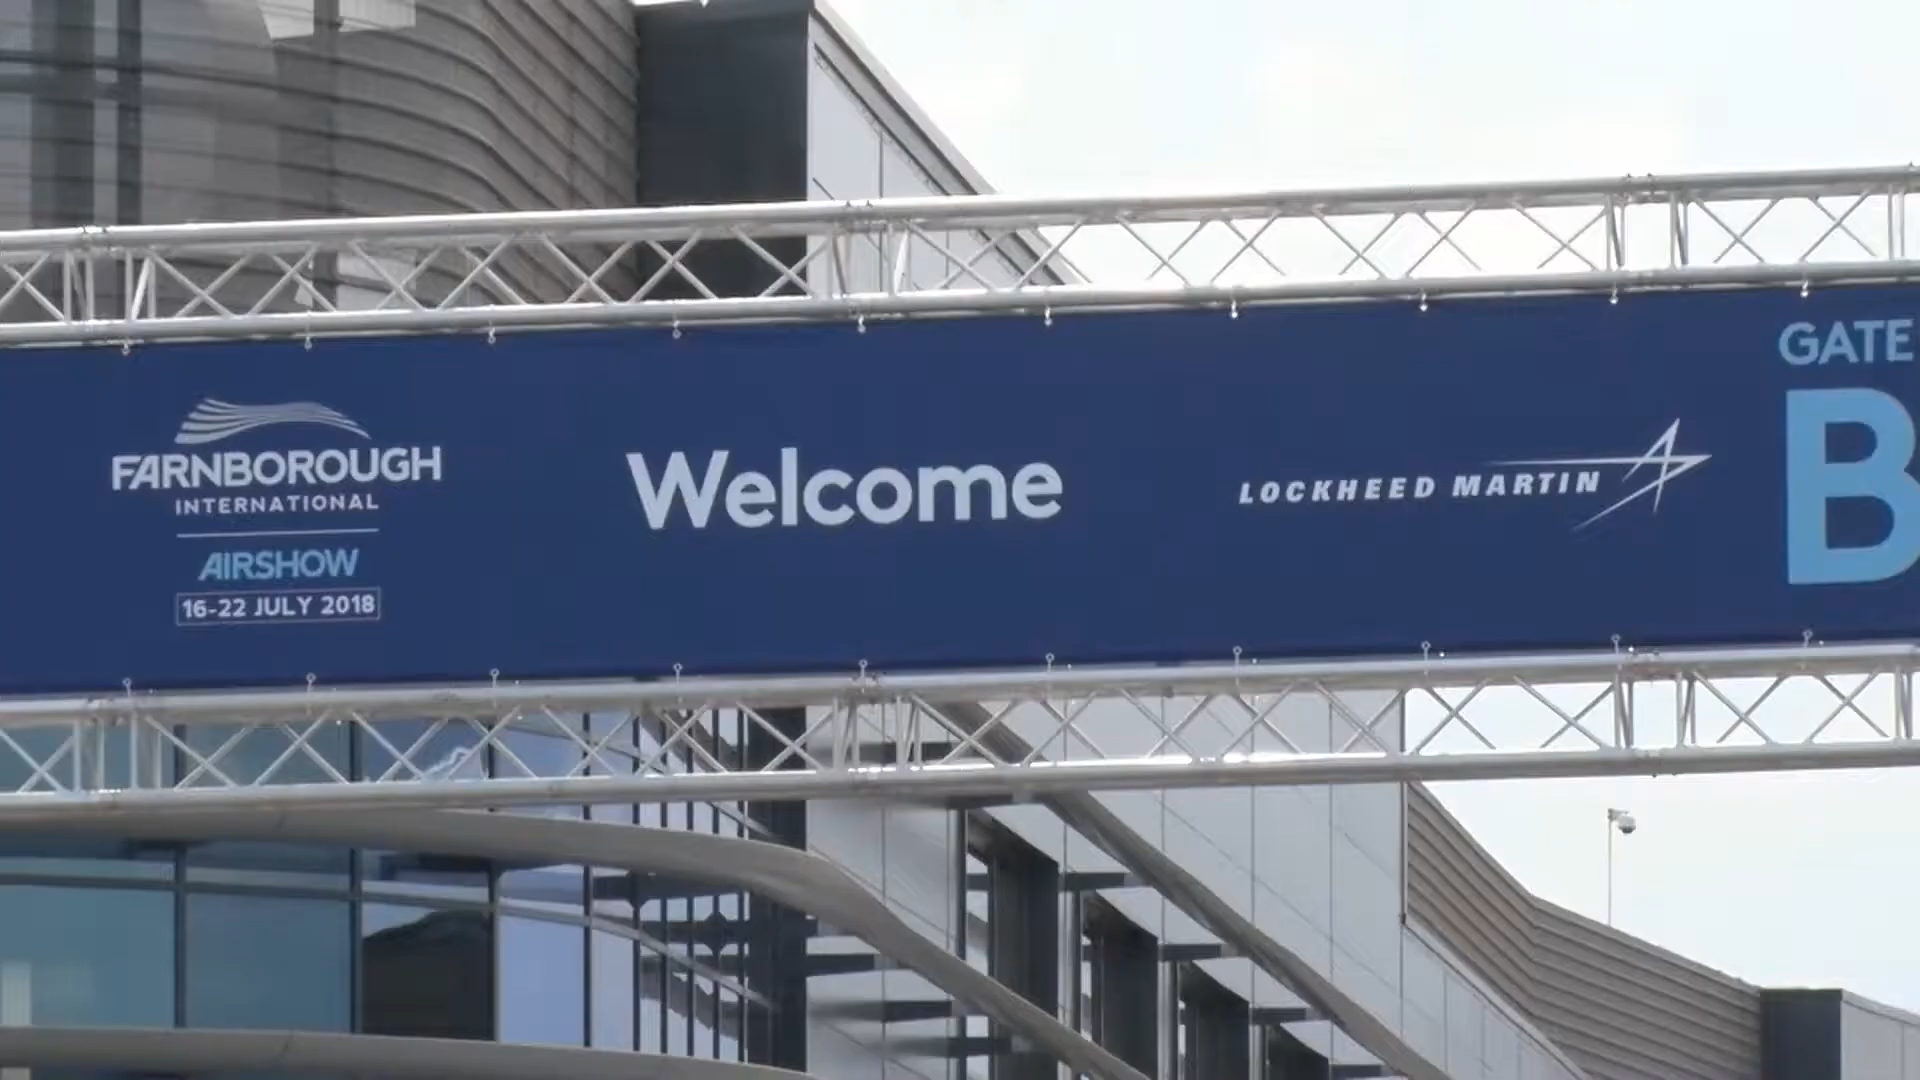 FARNBOROUGH
INTERNATIONAL
AIRSHOW
16-22 JULY 2018
Welcome
LOCKHEED MARTIN
GATE
B